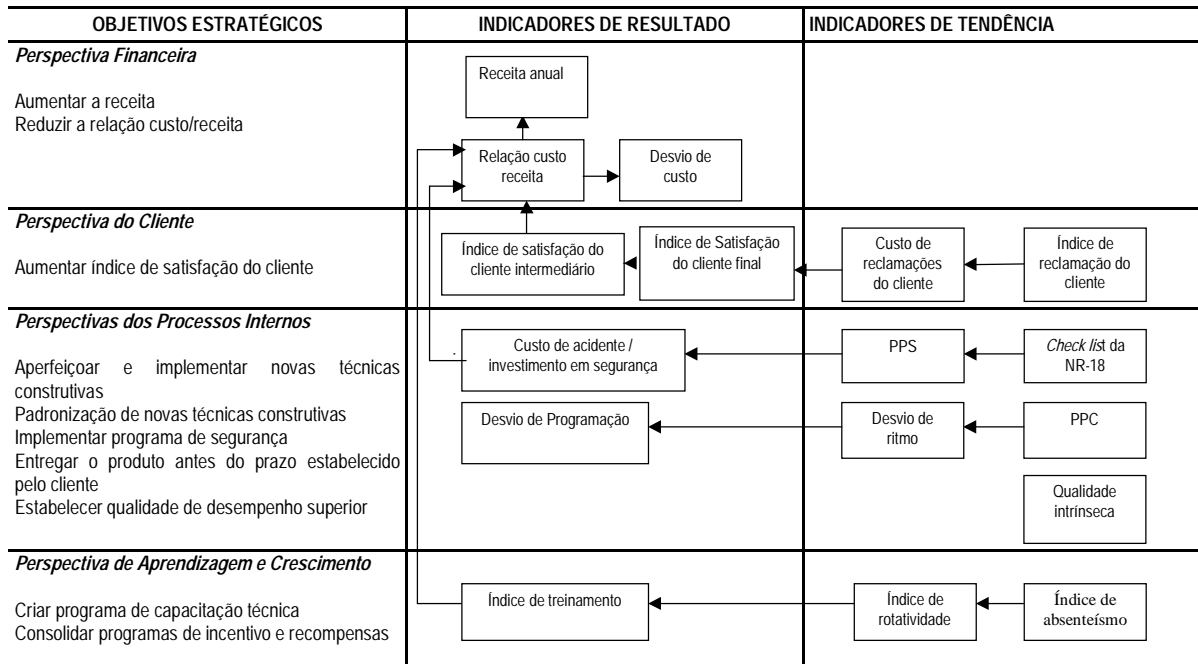 OBJETIVOS ESTRATÉGICOS
INDICADORES DE RESULTADO
INDICADORES DE TENDÊNCIA
Perspectiva Financeira
Aumentar a receita
Reduzir a relação custo/receita
Receita anual
Relação custo
receita
Desvio de
custo
Perspectiva do Cliente
Aumentar índice de satisfação do cliente
Índice de satisfação do
cliente intermediário
Índice de Satisfação
do cliente final
Custo de
reclamações
do cliente
Índice de
reclamação do
cliente
Perspectivas dos Processos Internos
Aperfeiçoar e implementar novas técnicas
construtivas
Padronização de novas técnicas construtivas
Implementar programa de segurança
Entregar o produto antes do prazo estabelecido
pelo cliente
Estabelecer qualidade de desempenho superior
Custo de acidente /
investimento em segurança
PPS
Check list da
NR-18
Desvio de Programação
Desvio de
ritmo
PPC
Qualidade
intrínseca
Perspectiva de Aprendizagem e Crescimento
Criar programa de capacitação técnica
Consolidar programas de incentivo e recompensas
Índice de treinamento
Índice de
rotatividade
Índice de
absenteísmo